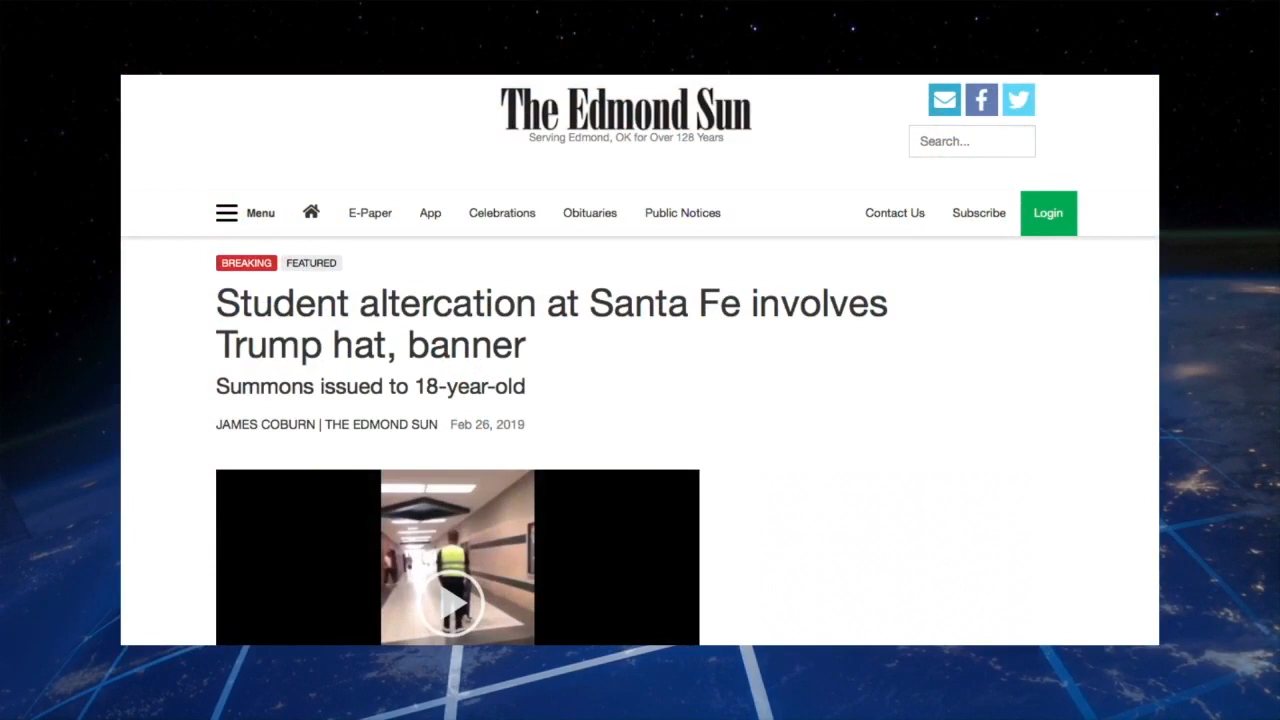 The Edmond Sun
Serving Edmond, OK for Over 128 Years
Search...
Menu
E-Paper
App
Celebrations
Obituaries
Public Notices
Contact Us
Subscribe
Login
BREAKING
FEATURED
Student altercation at Santa Fe involves
Trump hat, banner
Summons issued to 18-year-old
JAMES COBURN | THE EDMOND SUN Feb 26, 2019